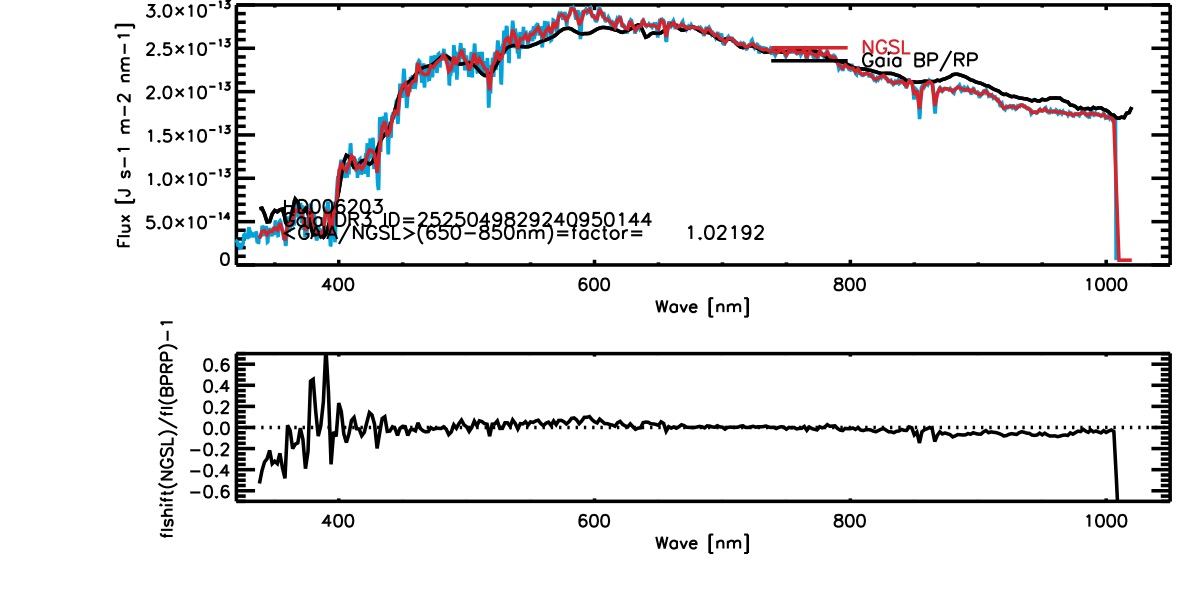 3.0×10⁻¹³
2.5×10⁻¹³
2.0×10⁻¹³
1.5×10⁻¹³
1.0×10⁻¹³
5.0×10⁻¹⁴
0
Flux [J s−1 m−2 nm−1]
NGSL
Gaia BP/RP
HD006203
Gaia DR3 ID=2525049829240950144
<GAIA/NGSL>(650−850nm)=factor= 1.02192
400 600 800 1000
Wave [nm]
0.6
0.4
0.2
0.0
−0.2
−0.4
−0.6
flshift(NGSL)/fl(BPRP)−1
400 600 800 1000
Wave [nm]